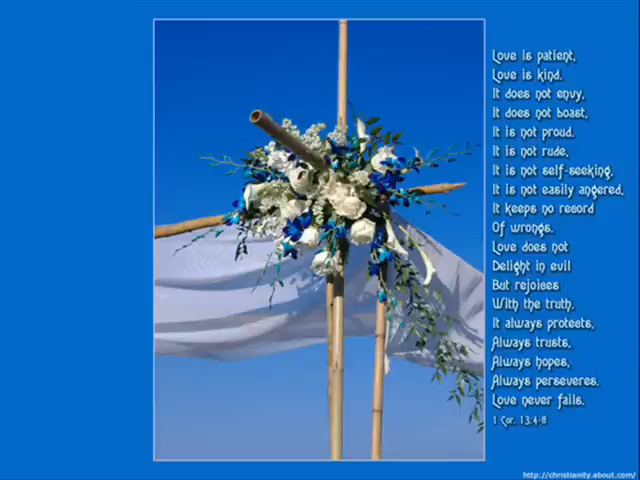 Love is patient,
Love is kind.
It does not envy,
It does not boast,
It is not proud.
It is not rude,
It is not self-seeking,
It is not easily angered,
It keeps no record
Of wrongs.
Love does not
Delight in evil
But rejoices
With the truth.
It always protects,
Always trusts,
Always hopes,
Always perseveres.
Love never fails.
1 Cor. 13:4-8
http://christianity.about.com/